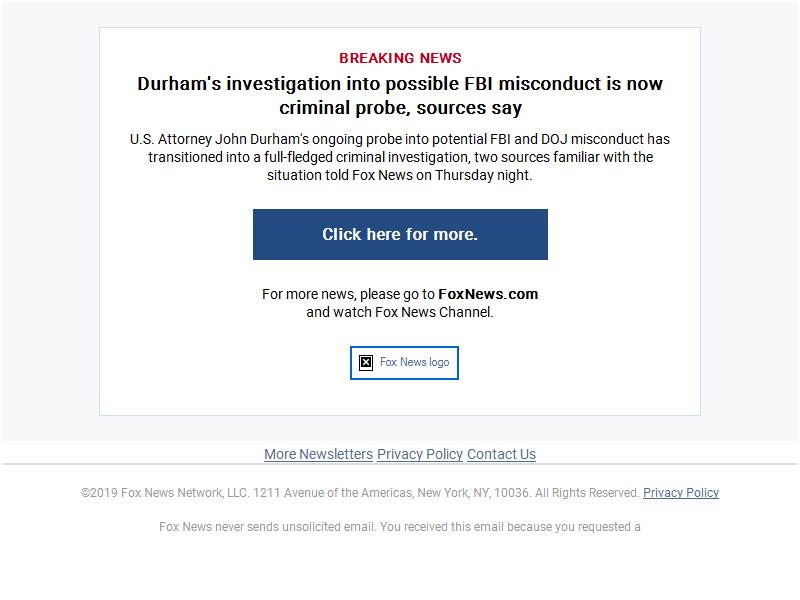 BREAKING NEWS
Durham's investigation into possible FBI misconduct is now
criminal probe, sources say
U.S. Attorney John Durham's ongoing probe into potential FBI and DOJ misconduct has
transitioned into a full-fledged criminal investigation, two sources familiar with the
situation told Fox News on Thursday night.
Click here for more.
For more news, please go to FoxNews.com
and watch Fox News Channel.
Fox News logo
More Newsletters Privacy Policy Contact Us
©2019 Fox News Network, LLC. 1211 Avenue of the Americas, New York, NY, 10036. All Rights Reserved. Privacy Policy
Fox News never sends unsolicited email. You received this email because you requested a